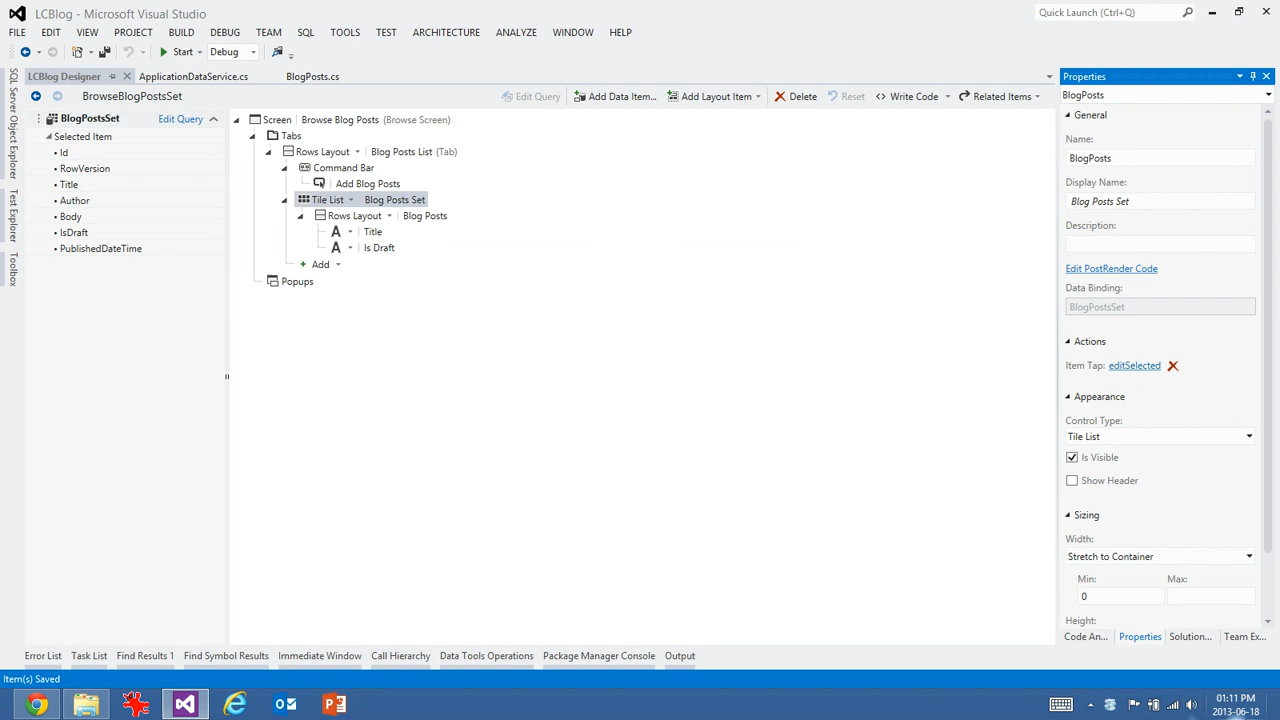 LCBlog - Microsoft Visual Studio
Quick Launch (Ctrl+Q)
FILE EDIT VIEW PROJECT BUILD DEBUG TEAM SQL TOOLS TEST ARCHITECTURE ANALYZE WINDOW HELP
Start Debug
SQL Server Object Explorer
Test Explorer
Toolbox
LCBlog Designer ApplicationDataService.cs BlogPosts.cs
BrowseBlogPostsSet
Edit Query Add Data Item... Add Layout Item Delete Reset Write Code Related Items
BlogPostsSet Edit Query
Selected Item
Id
RowVersion
Title
Author
Body
IsDraft
PublishedDateTime
Screen Browse Blog Posts (Browse Screen)
Tabs
Rows Layout Blog Posts List (Tab)
Command Bar
Add Blog Posts
Tile List Blog Posts Set
Rows Layout Blog Posts
A Title
A Is Draft
Add
Popups
Properties
BlogPosts
General
Name:
BlogPosts
Display Name:
Blog Posts Set
Description:
Edit PostRender Code
Data Binding:
BlogPostsSet
Actions
Item Tap: editSelected
Appearance
Control Type:
Tile List
Is Visible
Show Header
Sizing
Width:
Stretch to Container
Min: Max:
0
Height:
Code An... Properties Solution... Team Ex...
Error List Task List Find Results 1 Find Symbol Results Immediate Window Call Hierarchy Data Tools Operations Package Manager Console Output
Item(s) Saved
01:11 PM
2013-06-18